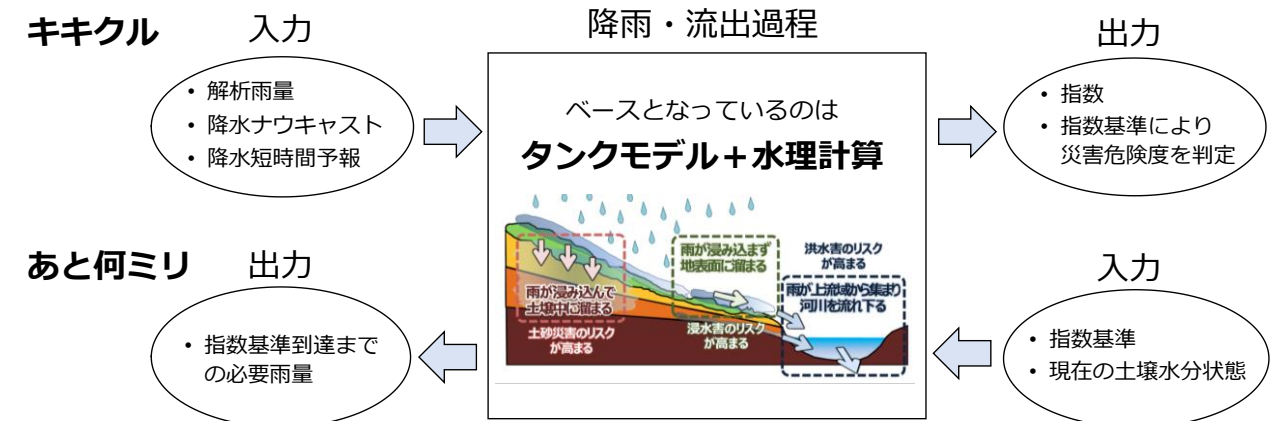 キキクル
入力
• 解析雨量
• 降水ナウキャスト
• 降水短時間予報
降雨・流出過程
ベースとなっているのは
タンクモデル＋水理計算
雨が浸み込んで
土壌中に溜まる
土砂災害のリスク
が高まる
雨が浸み込まず
地表面に溜まる
浸水害のリスク
が高まる
洪水害のリスク
が高まる
雨が上流域から集まり
河川を流れ下る
出力
• 指数
• 指数基準により
災害危険度を判定
あと何ミリ
出力
• 指数基準到達まで
の必要雨量
入力
• 指数基準
• 現在の土壌水分状態